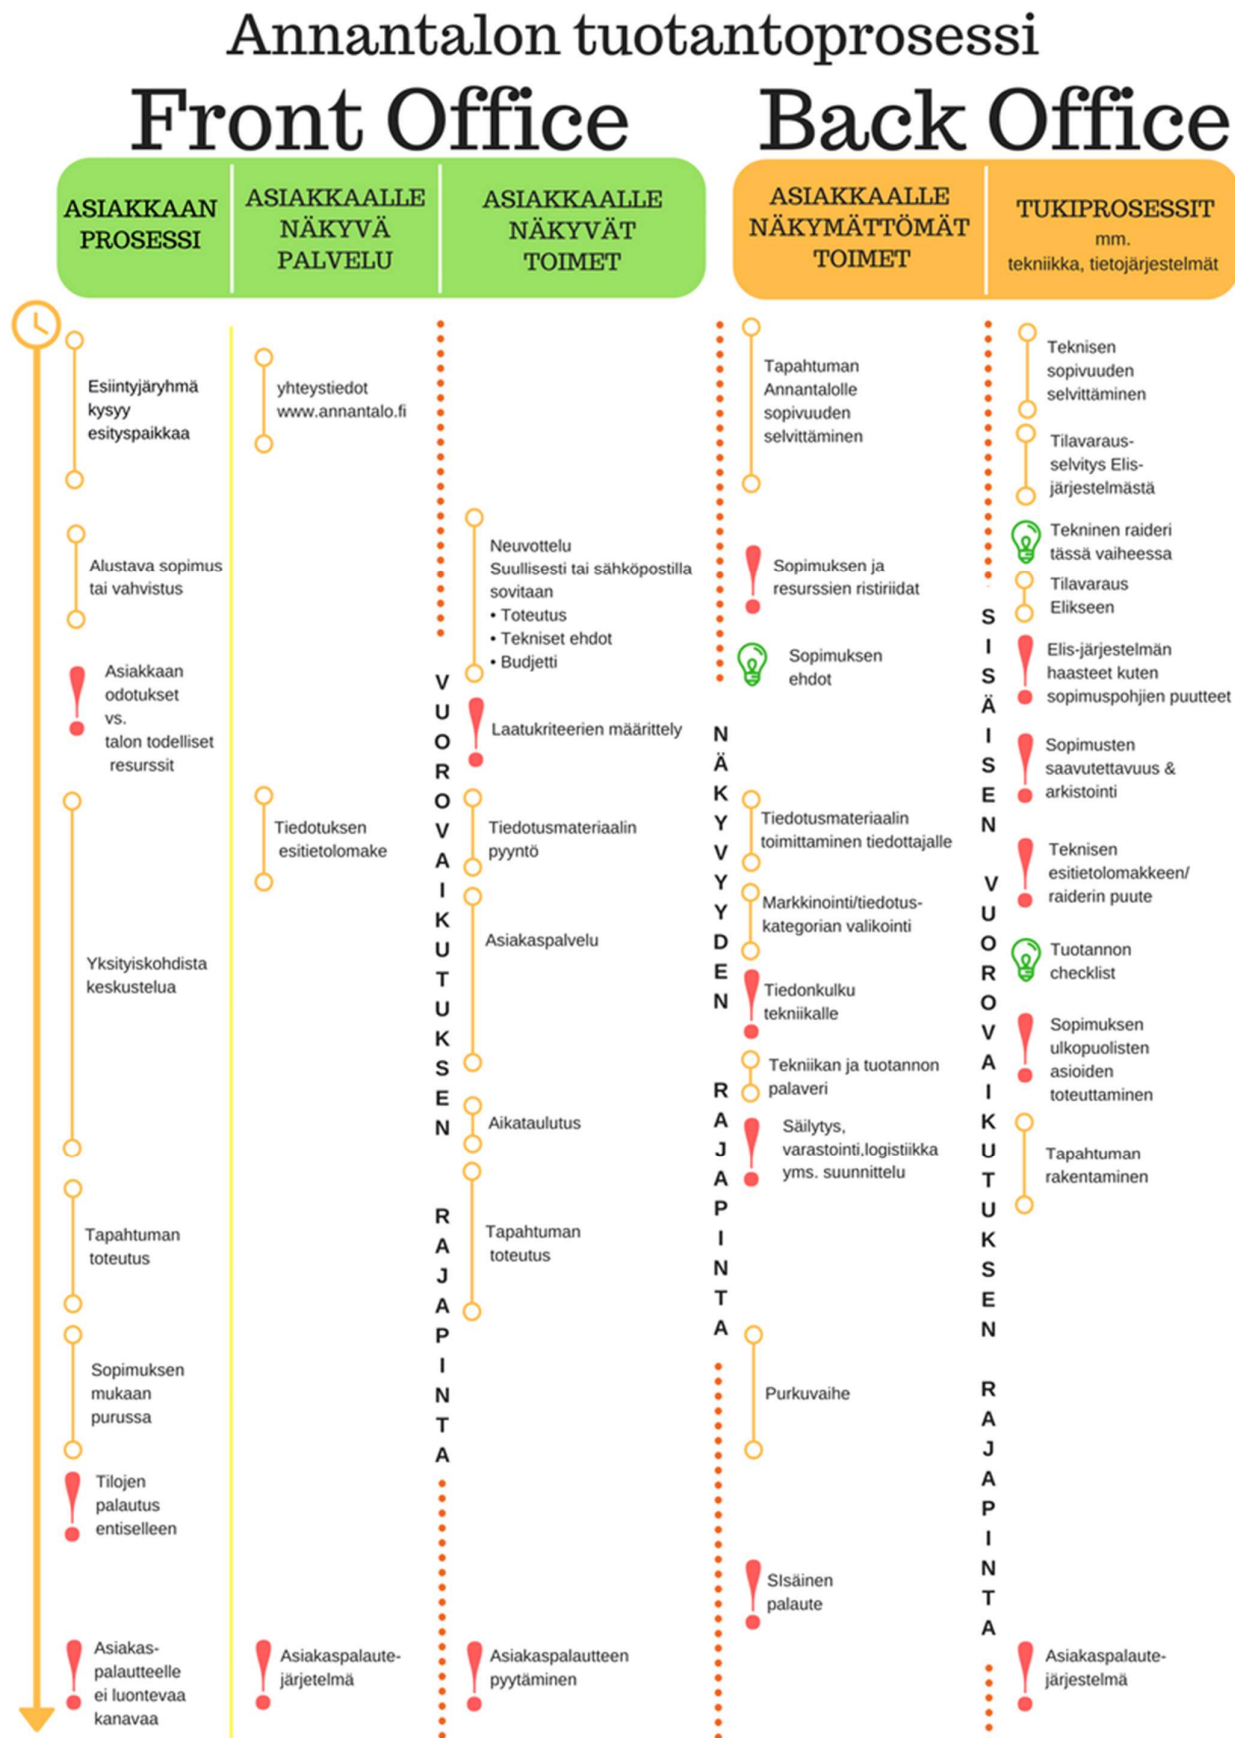 Annantalon tuotantoprosessi
Front Office
Back Office
ASIAKKAAN
PROSESSI
ASIAKKAALLE
NÄKYVÄ
PALVELU
ASIAKKAALLE
NÄKYVÄT
TOIMET
ASIAKKAALLE
NÄKYMÄTTÖMÄT
TOIMET
TUKIPROSESSIT
mm.
tekniikka, tietojärjestelmät
Esiintyjäryhmä
kysyy
esityspaikkaa
Alustava sopimus
tai vahvistus
Asiakkaan
odotukset
vs.
talon todelliset
resurssit
Yksityiskohdista
keskustelua
Tapahtuman
toteutus
Sopimuksen
mukaan
purussa
Tilojen
palautus
entiselleen
Asiakas-
palautteelle
ei luontevaa
kanavaa
yhteystiedot
www.annantalo.fi
Tiedotuksen
esitietolomake
Asiakaspalaute-
järjetelmä
VUOROVAIKUTUKSEN RAJAPINTA
Neuvottelu
Suullisesti tai sähköpostilla
sovitaan
• Toteutus
• Tekniset ehdot
• Budjetti
Laatukriteerien määrittely
Tiedotusmateriaalin
pyyntö
Asiakaspalvelu
Aikataulutus
Tapahtuman
toteutus
Asiakaspalautteen
pyytäminen
NÄKYVYYDEN RAJAPINTA
Tapahtuman
Annantalolle
sopivuuden
selvittäminen
Sopimuksen ja
resurssien ristiriidat
Sopimuksen
ehdot
Tiedotusmateriaalin
toimittaminen tiedottajalle
Markkinointi/tiedotus-
kategorian valikointi
Tiedonkulku
tekniikalle
Tekniikan ja tuotannon
palaveri
Säilytys,
varastointi,logistiikka
yms. suunnittelu
Purkuvaihe
SIsäinen
palaute
SISÄISEN VUOROVAIKUTUKSEN RAJAPINTA
Teknisen
sopivuuden
selvittäminen
Tilavaraus-
selvitys Elis-
järjestelmästä
Tekninen raideri
tässä vaiheessa
Tilavaraus
Elikseen
Elis-järjestelmän
haasteet kuten
sopimuspohjien puutteet
Sopimusten
saavutettavuus &
arkistointi
Teknisen
esitietolomakkeen/
raiderin puute
Tuotannon
checklist
Sopimuksen
ulkopuolisten
asioiden
toteuttaminen
Tapahtuman
rakentaminen
Asiakaspalaute-
järjestelmä